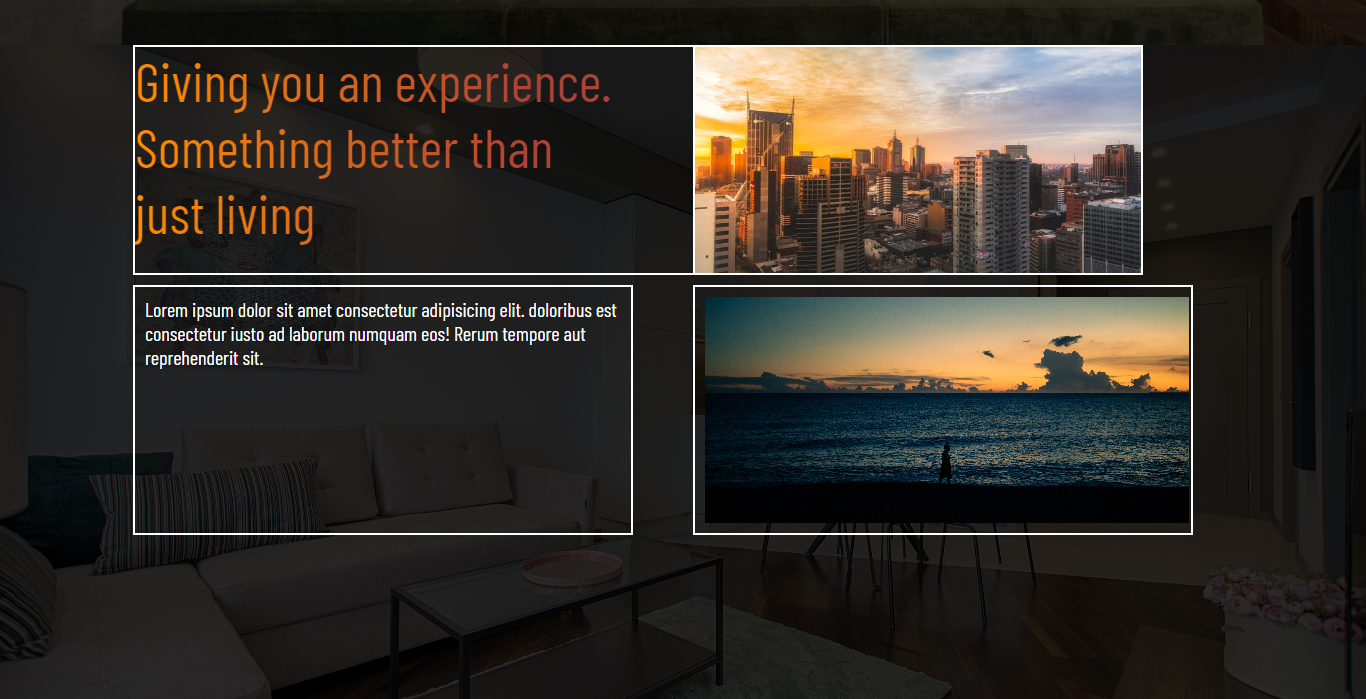 Giving you an experience.
Something better than
just living
Lorem ipsum dolor sit amet consectetur adipisicing elit. doloribus est
consectetur iusto ad laborum numquam eos! Rerum tempore aut
reprehenderit sit.